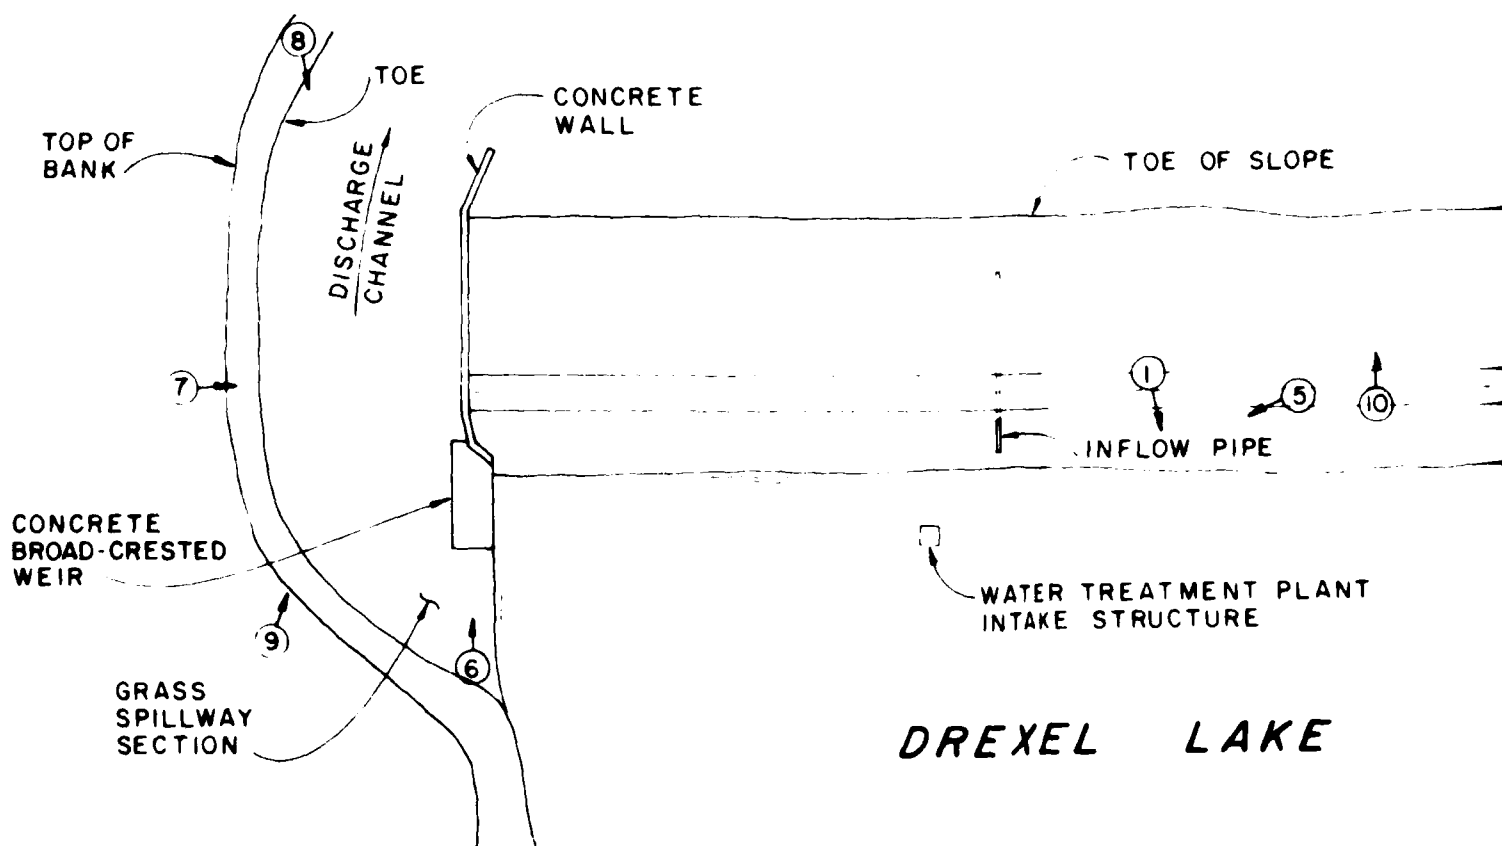 8
TOE
CONCRETE
WALL
TOP OF
BANK
TOE OF SLOPE
DISCHARGE
CHANNEL
7
1
5
10
INFLOW PIPE
CONCRETE
BROAD-CRESTED
WEIR
WATER TREATMENT PLANT
INTAKE STRUCTURE
9
6
GRASS
SPILLWAY
SECTION
DREXEL LAKE